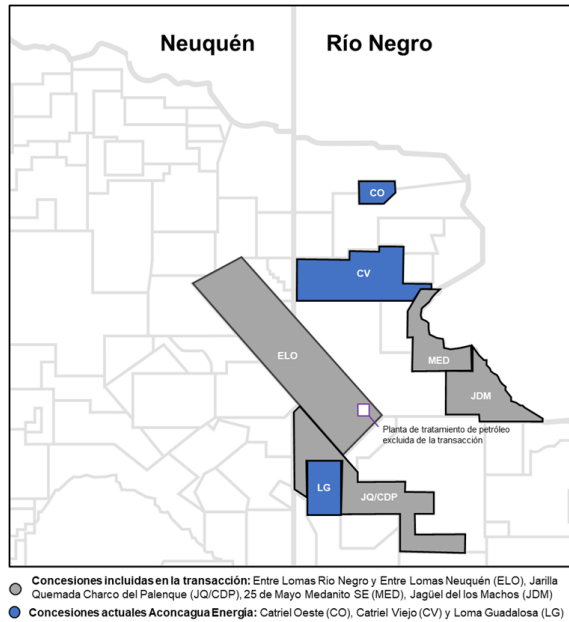 Neuquén Río Negro
CO
CV
ELO
MED
JDM
Planta de tratamiento de petróleo
excluida de la transacción
LG
JQ/CDP
Concesiones incluidas en la transacción: Entre Lomas Rio Negro y Entre Lomas Neuquén (ELO), Jarilla
Quemada Charco del Palenque (JQ/CDP), 25 de Mayo Medanito SE (MED), Jagüel del los Machos (JDM)
Concesiones actuales Aconcagua Energía: Catriel Oeste (CO), Catriel Viejo (CV) y Loma Guadalosa (LG)